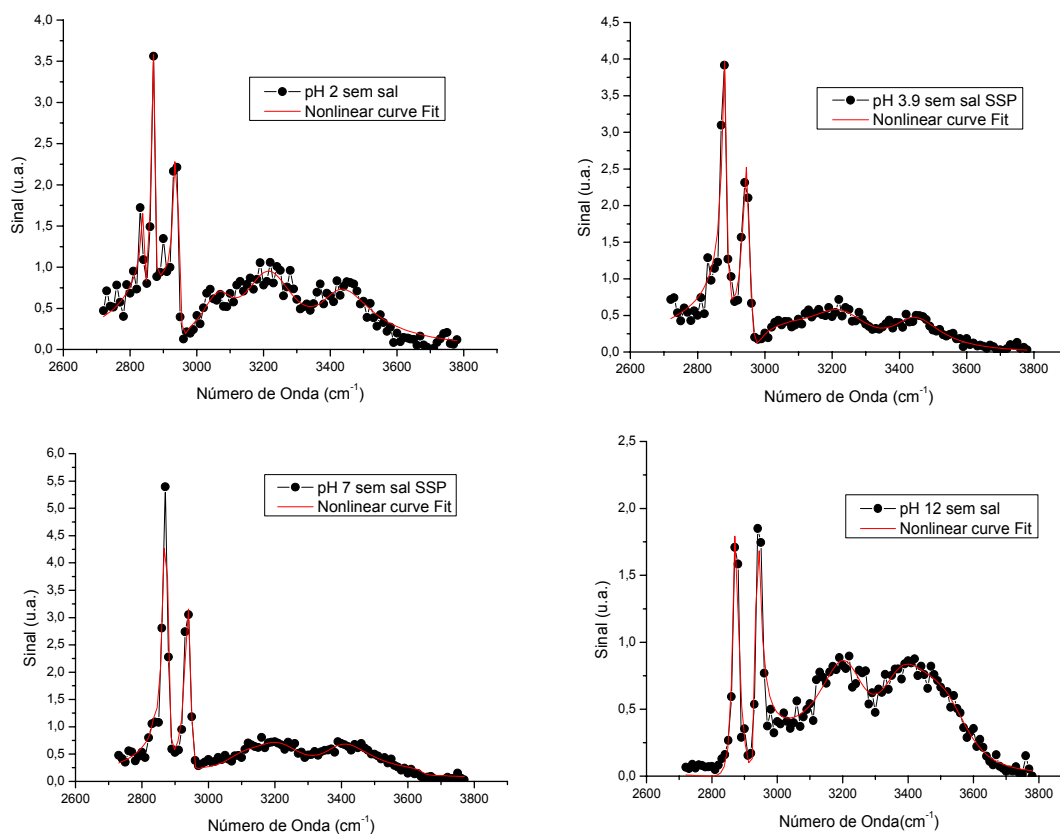 4,0
3,5
3,0
2,5
2,0
1,5
1,0
0,5
0,0
Sinal (u.a.)
pH 2 sem sal
Nonlinear curve Fit
2600 2800 3000 3200 3400 3600 3800
Número de Onda (cm-1)
4,5
4,0
3,5
3,0
2,5
2,0
1,5
1,0
0,5
0,0
Sinal (u.a.)
pH 3.9 sem sal SSP
Nonlinear curve Fit
2600 2800 3000 3200 3400 3600 3800
Número de Onda (cm-1)
6,0
5,5
5,0
4,5
4,0
3,5
3,0
2,5
2,0
1,5
1,0
0,5
0,0
Sinal (u.a.)
pH 7 sem sal SSP
Nonlinear curve Fit
2600 2800 3000 3200 3400 3600 3800
Número de Onda (cm-1)
2,5
2,0
1,5
1,0
0,5
0,0
Sinal (u.a.)
pH 12 sem sal
Nonlinear curve Fit
2600 2800 3000 3200 3400 3600 3800
Número de Onda(cm-1)